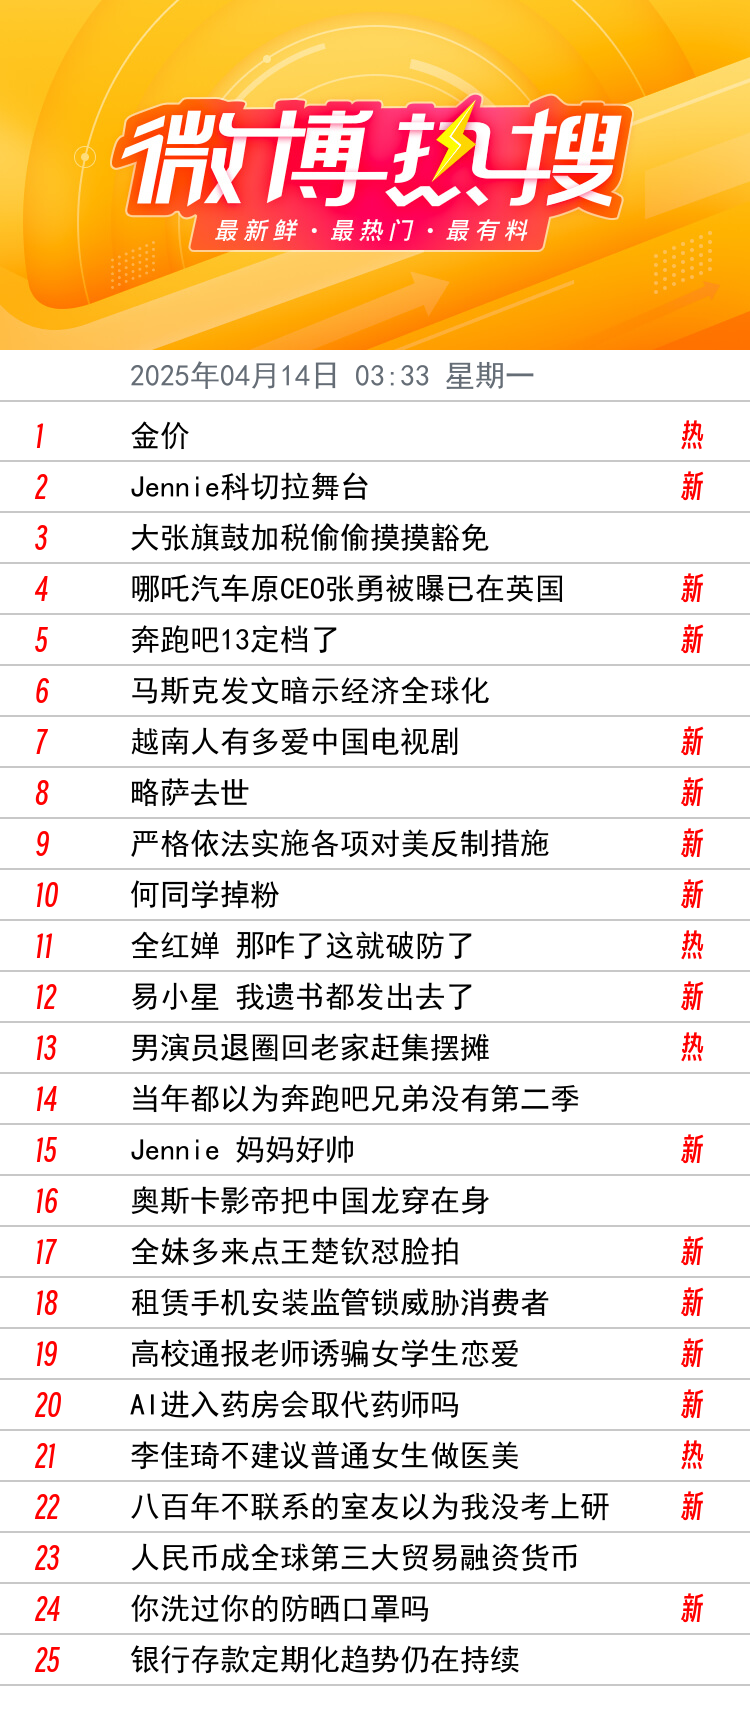 微博热搜
最新鲜·最热门·最有料
2025年04月14日 03:33 星期一
1 金价 热
2 Jennie科切拉舞台 新
3 大张旗鼓加税偷偷摸摸豁免
4 哪吒汽车原CEO张勇被曝已在英国 新
5 奔跑吧13定档了 新
6 马斯克发文暗示经济全球化
7 越南人有多爱中国电视剧 新
8 略萨去世 新
9 严格依法实施各项对美反制措施 新
10 何同学掉粉 新
11 全红婵 那咋了这就破防了 热
12 易小星 我遗书都发出去了 新
13 男演员退圈回老家赶集摆摊 热
14 当年都以为奔跑吧兄弟没有第二季
15 Jennie 妈妈好帅 新
16 奥斯卡影帝把中国龙穿在身
17 全妹多来点王楚钦怼脸拍 新
18 租赁手机安装监管锁威胁消费者 新
19 高校通报老师诱骗女学生恋爱 新
20 AI进入药房会取代药师吗 新
21 李佳琦不建议普通女生做医美 热
22 八百年不联系的室友以为我没考上研 新
23 人民币成全球第三大贸易融资货币
24 你洗过你的防晒口罩吗 新
25 银行存款定期化趋势仍在持续